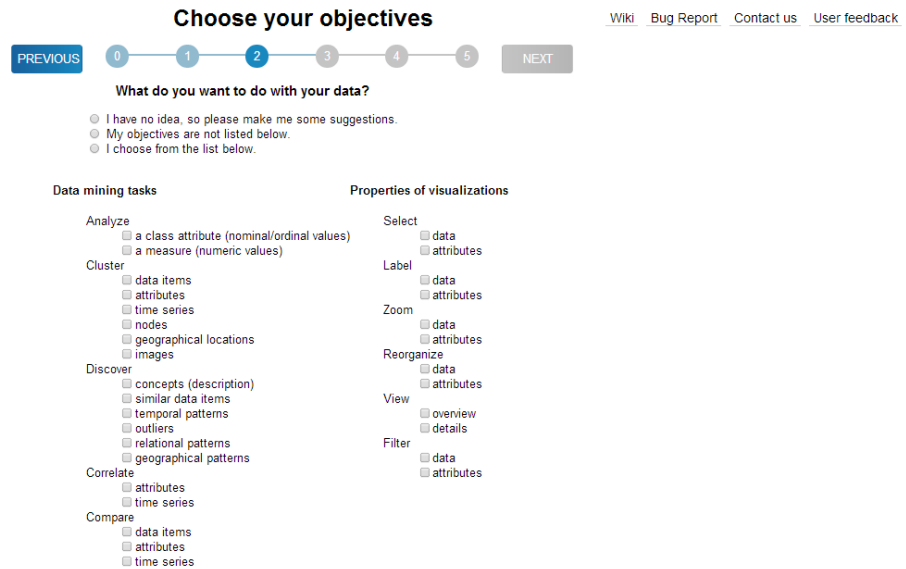 Choose your objectives
Wiki Bug Report Contact us User feedback
PREVIOUS 0 1 2 3 4 5 NEXT
What do you want to do with your data?
I have no idea, so please make me some suggestions.
My objectives are not listed below.
I choose from the list below.
Data mining tasks
Analyze
a class attribute (nominal/ordinal values)
a measure (numeric values)
Cluster
data items
attributes
time series
nodes
geographical locations
images
Discover
concepts (description)
similar data items
temporal patterns
outliers
relational patterns
geographical patterns
Correlate
attributes
time series
Compare
data items
attributes
time series
Properties of visualizations
Select
data
attributes
Label
data
attributes
Zoom
data
attributes
Reorganize
data
attributes
View
overview
details
Filter
data
attributes